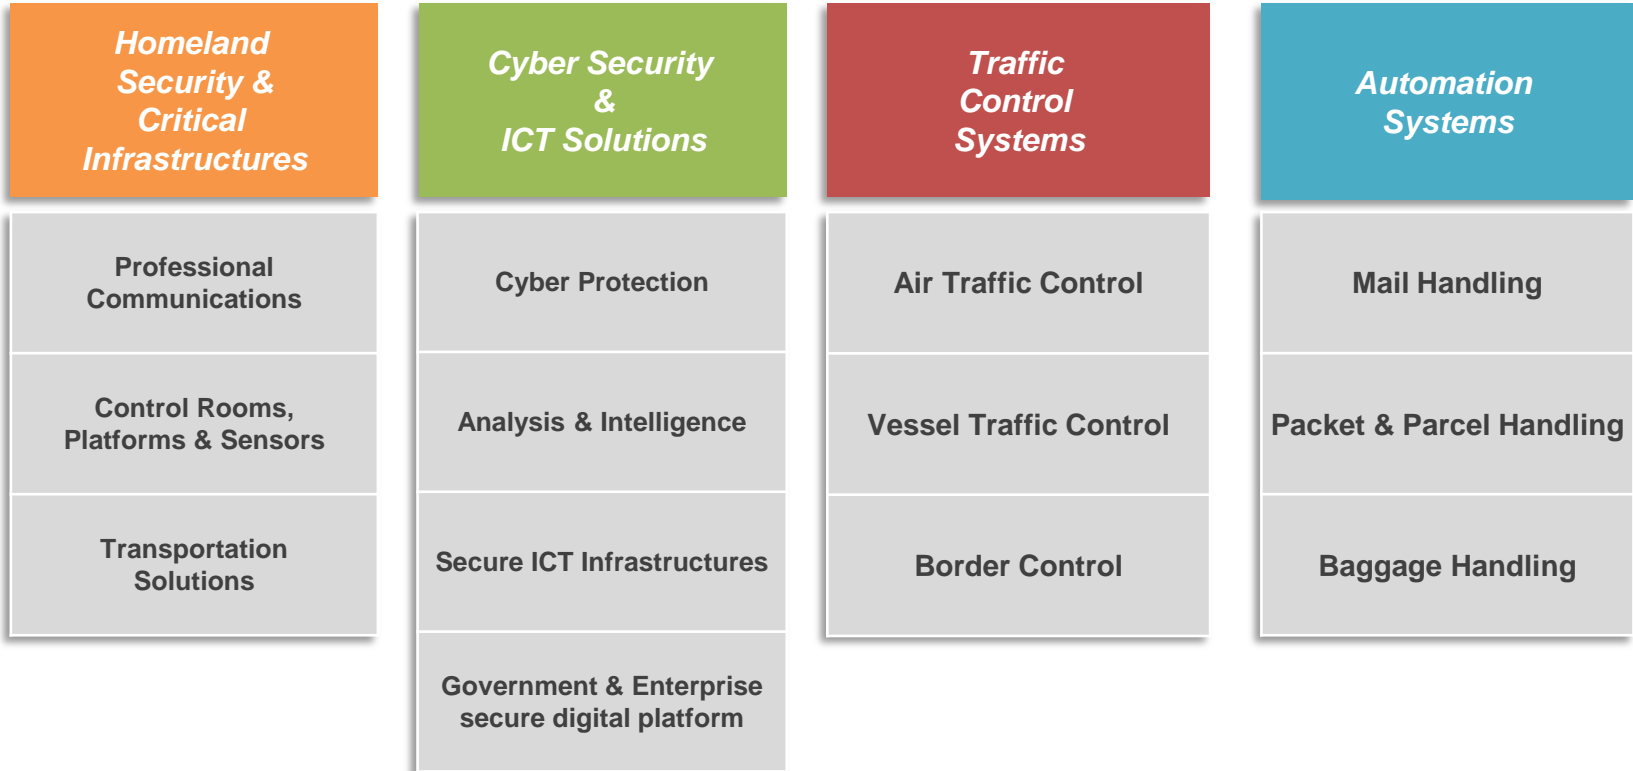 Homeland
Security &
Critical
Infrastructures
Professional
Communications
Control Rooms,
Platforms & Sensors
Transportation
Solutions
Cyber Security
&
ICT Solutions
Cyber Protection
Analysis & Intelligence
Secure ICT Infrastructures
Government & Enterprise
secure digital platform
Traffic
Control
Systems
Air Traffic Control
Vessel Traffic Control
Border Control
Automation
Systems
Mail Handling
Packet & Parcel Handling
Baggage Handling